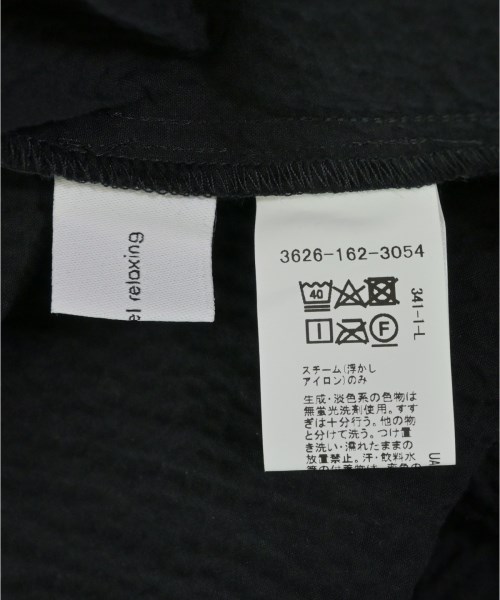 el relaxing
3626-162-3054
40
F
341-1-L
スチーム(浮かし
アイロン)のみ
生成・淡色系の色物は
無蛍光洗剤使用。すす
ぎは十分行う。他の物
と分けて洗う。つけ置
き洗い・濡れたままの
放置禁止。汗・飲料水
UA